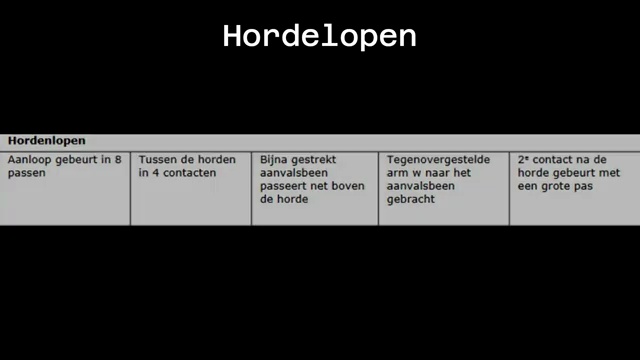 Hordelopen
Hordenlopen
Aanloop gebeurt in 8
passen
Tussen de horden
in 4 contacten
Bijna gestrekt
aanvalsbeen
passeert net boven
de horde
Tegenovergestelde
arm w naar het
aanvalsbeen
gebracht
2ᵉ contact na de
horde gebeurt met
een grote pas